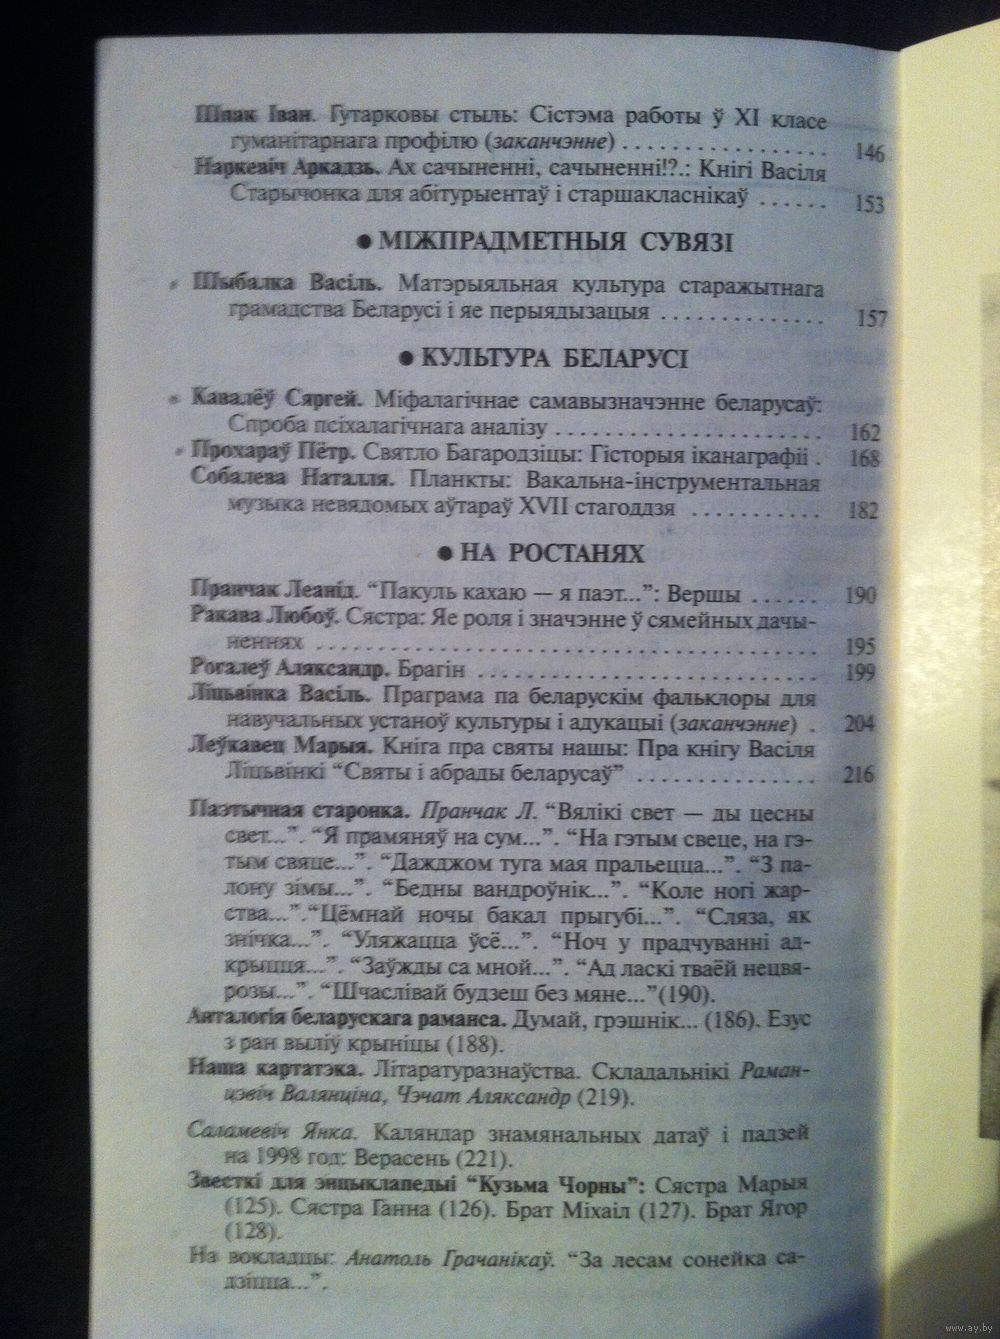 Шпак Іван. Гутарковы стыль: Сістэма работы ў XI класе
гуманітарнага профілю (заканчэнне) . . . . . . . . . . . . . . . . . 146
Наркевіч Аркадзь. Ах сачыненні, сачыненні!?.: Кнігі Васіля
Старычонка для абітурыентаў і старшакласнікаў . . . . . . 153
● МІЖПРАДМЕТНЫЯ СУВЯЗІ
Шыбалка Васіль. Матэрыяльная культура старажытнага
грамадства Беларусі і яе перыядызацыя . . . . . . . . . . . . . . 157
● КУЛЬТУРА БЕЛАРУСІ
Кавалёў Сяргей. Міфалагічнае самавызначэнне беларусаў:
Спроба псіхалагічнага аналізу . . . . . . . . . . . . . . . . . . . . . . . 162
Прохараў Пётр. Святло Багародзіцы: Гісторыя іканаграфіі . 168
Собалева Наталля. Планкты: Вакальна-інструментальная
музыка невядомых аўтараў XVII стагоддзя . . . . . . . . . . . 182
● НА РОСТАНЯХ
Пранчак Леанід. “Пакуль кахаю — я паэт...”: Вершы . . . . . . 190
Ракава Любоў. Сястра: Яе роля і значэнне ў сямейных дачы-
неннях . . . . . . . . . . . . . . . . . . . . . . . . . . . . . . . . . . . . . . . . . 195
Рогалеў Аляксандр. Брагін . . . . . . . . . . . . . . . . . . . . . . . . . . . . 199
Ліцьвінка Васіль. Праграма па беларускім фальклоры для
навучальных устаноў культуры і адукацыі (заканчэнне) . 204
Леўкавец Марыя. Кніга пра святы нашы: Пра кнігу Васіля
Ліцьвінкі “Святы і абрады беларусаў” . . . . . . . . . . . . . . . 216
Паэтычная старонка. Пранчак Л. “Вялікі свет — ды цесны
свет...”. “Я прамяняў на сум...”. “На гэтым свеце, на гэ-
тым свяце...”. “Дажджом туга мая пральецца...”. “З па-
лону зімы...”. “Бедны вандроўнік...”. “Коле ногі жар-
ства...”.“Цёмнай ночы бакал прыгубі...”. “Сляза, як
знічка...”. “Уляжацца ўсё...”. “Ноч у прадчуванні ад-
крыцця...”. “Заўжды са мной...”. “Ад ласкі тваёй нецвя-
розы...”. “Шчаслівай будзеш без мяне...”(190).
Анталогія беларускага раманса. Думай, грэшнік... (186). Езус
з ран выліў крыніцы (188).
Наша картатэка. Літаратуразнаўства. Складальнікі Раман-
цэвіч Валянціна, Чэчат Аляксандр (219).
Саламевіч Янка. Каляндар знамянальных датаў і падзей
на 1998 год: Верасень (221).
Звесткі для энцыклапедыі “Кузьма Чорны”: Сястра Марыя
(125). Сястра Ганна (126). Брат Міхаіл (127). Брат Ягор
(128).
На вокладцы: Анатоль Грачанікаў. “За лесам сонейка са-
дзіцца...”.
www.ay.by